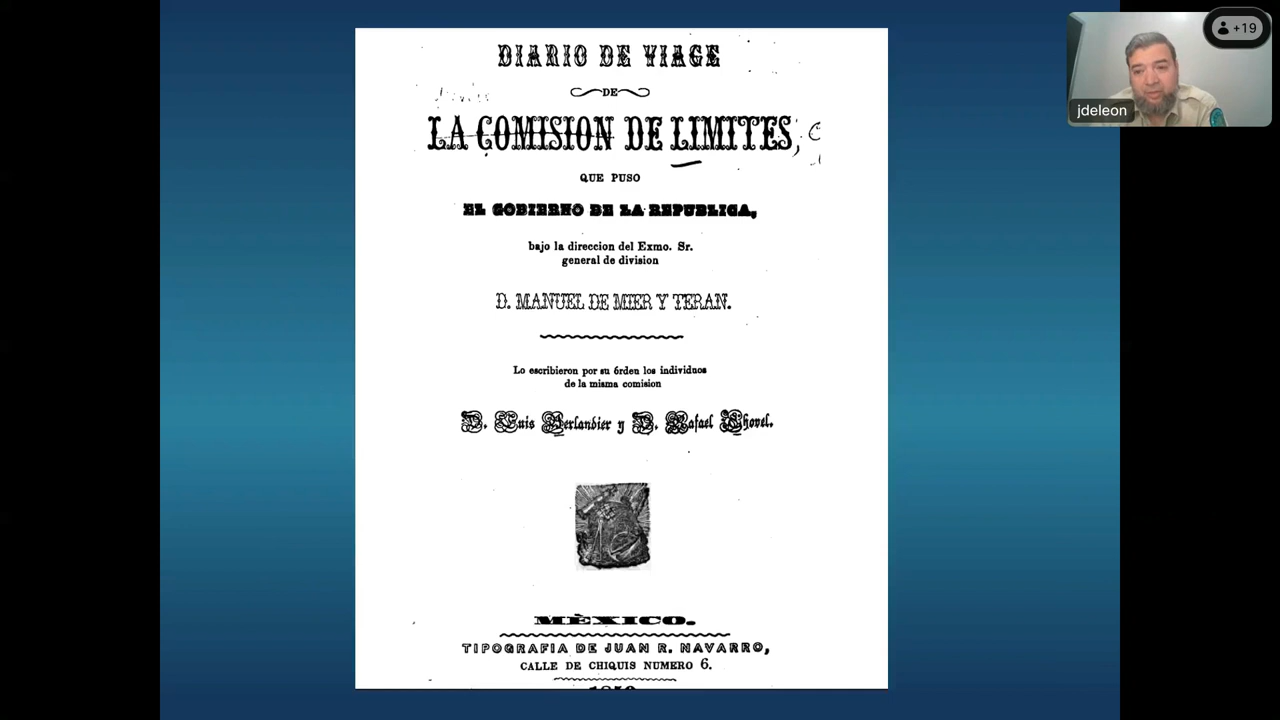 DIARIO DE VIAGE
DE
LA COMISION DE LIMITES,
QUE PUSO
EL GOBIERNO DE LA REPUBLICA,
bajo la direccion del Exmo. Sr.
general de division
D. MANUEL DE MIER Y TERAN.
Lo escribieron por su órden los individuos
de la misma comision
D. Luis Berlandier y D. Rafael Chovel.
MÈXICO.
TIPOGRAFIA DE JUAN R. NAVARRO,
CALLE DE CHIQUIS NUMERO 6.
+19
jdeleon